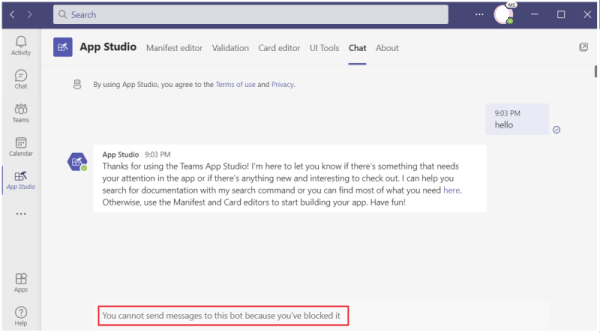 Search
MS
Activity
Chat
Teams
Calendar
App Studio
Apps
Help
App Studio Manifest editor Validation Card editor UI Tools Chat About
By using App Studio, you agree to the Terms of use and Privacy.
9:03 PM
hello
App Studio 9:03 PM
Thanks for using the Teams App Studio! I'm here to let you know if there's something that needs
your attention in the app or if there's anything new and interesting to check out. I can help you
search for documentation with my search command or you can find most of what you need here.
Otherwise, use the Manifest and Card editors to start building your app. Have fun!
You cannot send messages to this bot because you've blocked it